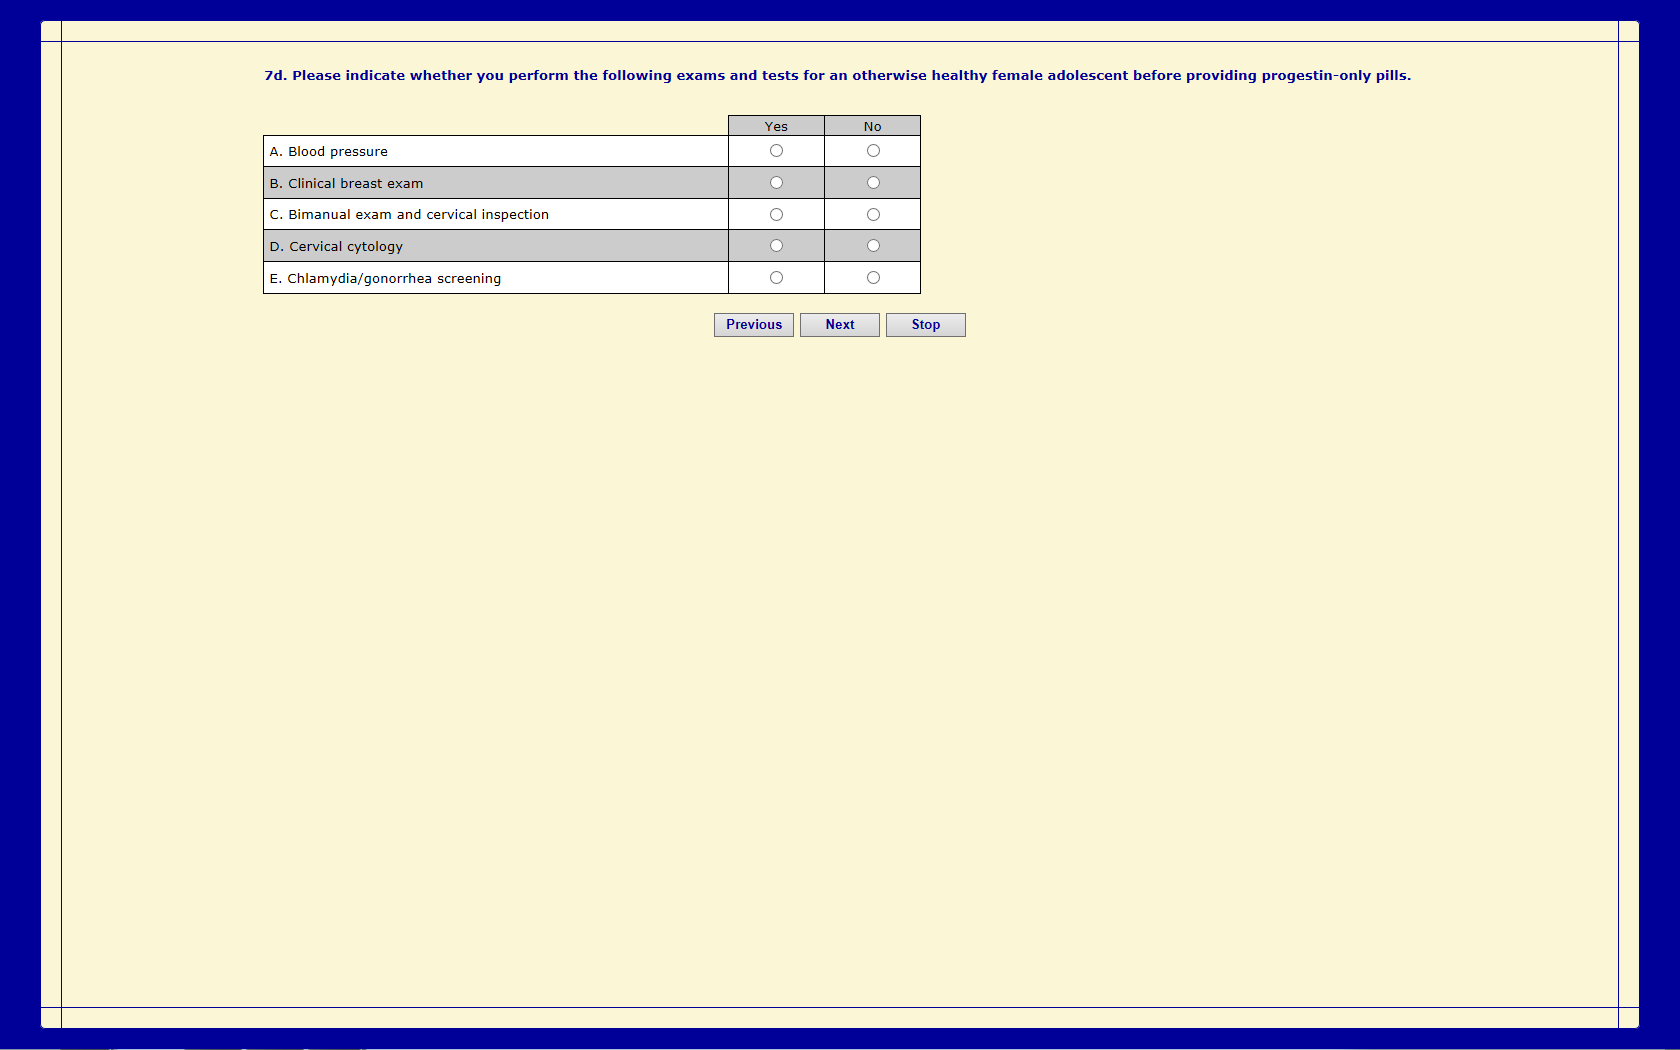 7d. Please indicate whether you perform the following exams and tests for an otherwise healthy female adolescent before providing progestin-only pills.
Yes No
A. Blood pressure
B. Clinical breast exam
C. Bimanual exam and cervical inspection
D. Cervical cytology
E. Chlamydia/gonorrhea screening
Previous Next Stop